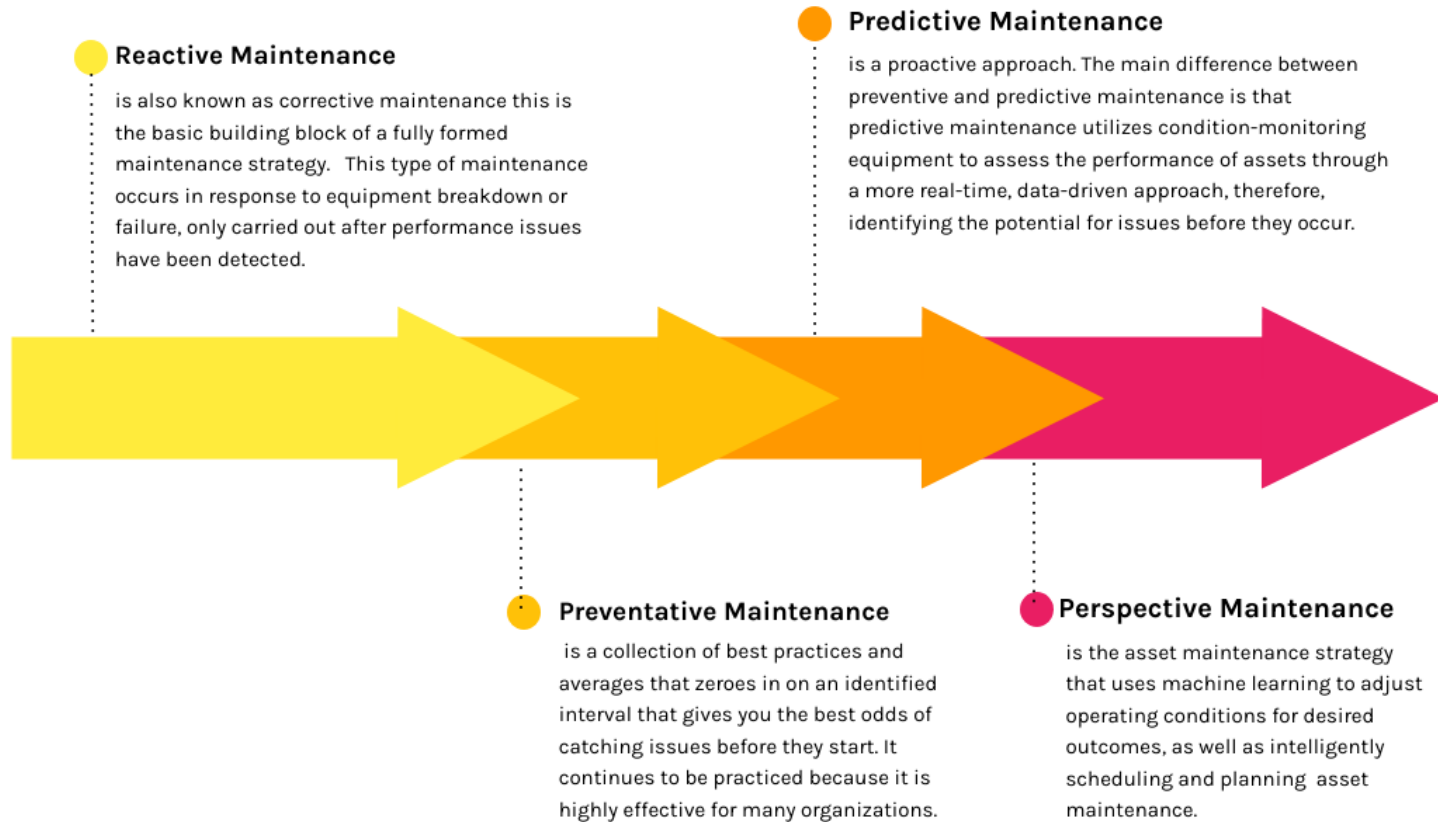 Reactive Maintenance
is also known as corrective maintenance this is
the basic building block of a fully formed
maintenance strategy.   This type of maintenance
occurs in response to equipment breakdown or
failure, only carried out after performance issues
have been detected.
Predictive Maintenance
is a proactive approach. The main difference between
preventive and predictive maintenance is that
predictive maintenance utilizes condition-monitoring
equipment to assess the performance of assets through
a more real-time, data-driven approach, therefore,
identifying the potential for issues before they occur.
Preventative Maintenance
is a collection of best practices and
averages that zeroes in on an identified
interval that gives you the best odds of
catching issues before they start. It
continues to be practiced because it is
highly effective for many organizations.
Perspective Maintenance
is the asset maintenance strategy
that uses machine learning to adjust
operating conditions for desired
outcomes, as well as intelligently
scheduling and planning  asset
maintenance.